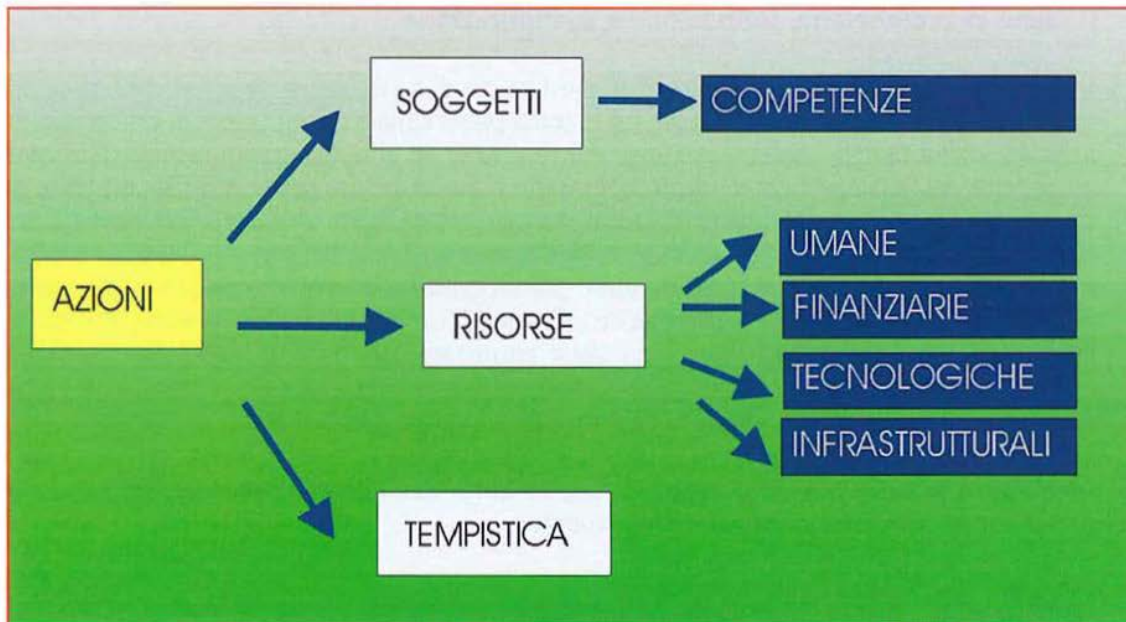 SOGGETTI
COMPETENZE
AZIONI
RISORSE
UMANE
FINANZIARIE
TECNOLOGICHE
INFRASTRUTTURALI
TEMPISTICA